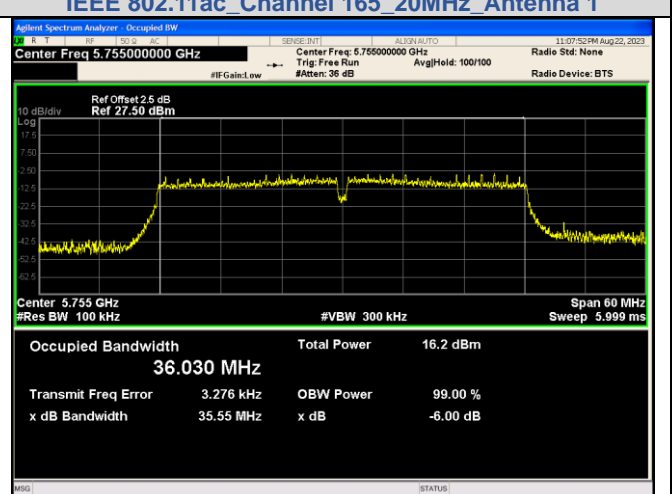 IEEE 802.11ac_Channel 165_20MHz_Antenna 1
Agilent Spectrum Analyzer - Occupied BW
R T RF 50 Ω AC SENSE:INT ALIGN AUTO 11:07:52 PM Aug 22, 2023
Center Freq 5.755000000 GHz Center Freq: 5.755000000 GHz Radio Std: None
Trig: Free Run Avg|Hold: 100/100
#IFGain:Low #Atten: 36 dB Radio Device: BTS
Ref Offset 2.5 dB
10 dB/div Ref 27.50 dBm
Log
17.5
7.50
-2.50
-12.5
-22.5
-32.5
-42.5
-52.5
-62.5
Center 5.755 GHz Span 60 MHz
#Res BW 100 kHz #VBW 300 kHz Sweep 5.999 ms
Occupied Bandwidth Total Power 16.2 dBm
36.030 MHz
Transmit Freq Error 3.276 kHz OBW Power 99.00 %
x dB Bandwidth 35.55 MHz x dB -6.00 dB
MSG STATUS